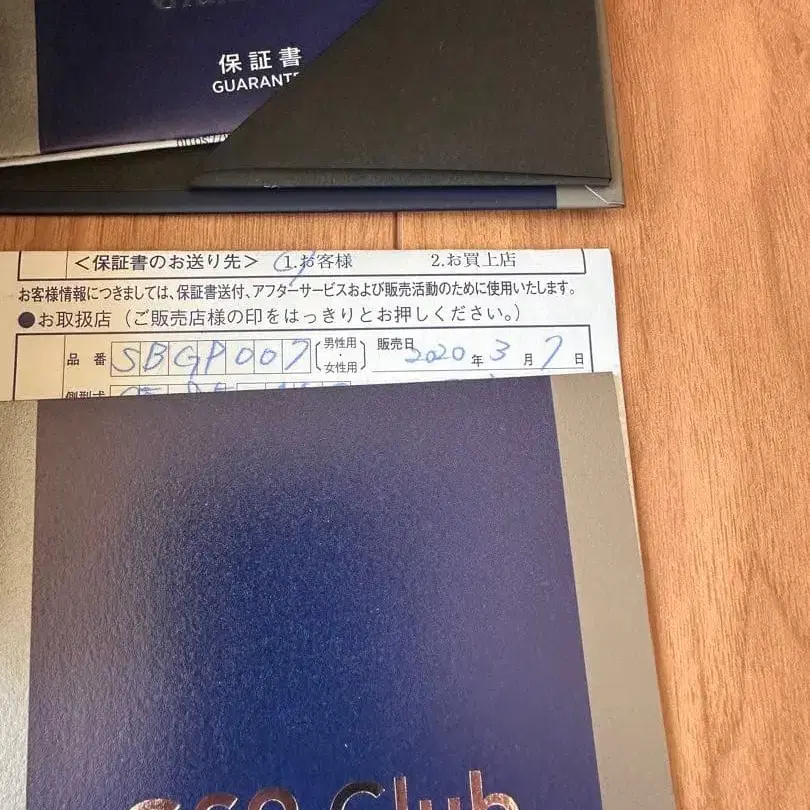 保証書
<保証書のお送り先> 1.お客様 2.お買上店
お客様情報につきましては、保証書送付、アフターサービスおよび販売活動のために使用いたします。
●お取扱店（ご販売店様の印をはっきりとお押しください。）
品番 SBGP007 男性用・女性用 販売日 2020年3月7日
Club